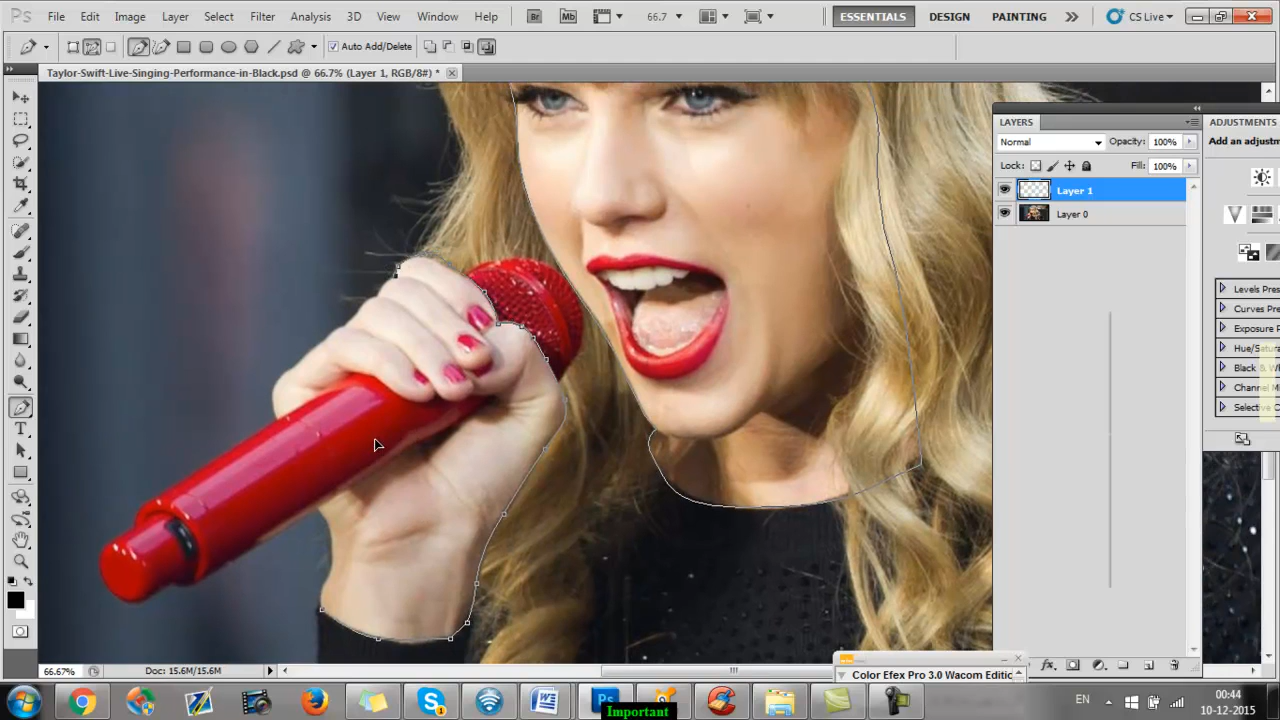 Ps File Edit Image Layer Select Filter Analysis 3D View Window Help Br Mb 66.7 ESSENTIALS DESIGN PAINTING CS Live
Auto Add/Delete
Taylor-Swift-Live-Singing-Performance-in-Black.psd @ 66.7% (Layer 1, RGB/8#) *
LAYERS
ADJUSTMENTS
Normal Opacity: 100%
Add an adjustm
Lock: Fill: 100%
Layer 1
Layer 0
Levels Pres
Curves Pre
Exposure P
Hue/Satura
Black & W
Channel M
Selective C
T
66.67% Doc: 15.6M/15.6M
fx.
Color Efex Pro 3.0 Wacom Editic
S 1 W Ps
EN
00:44
10-12-2015
Important